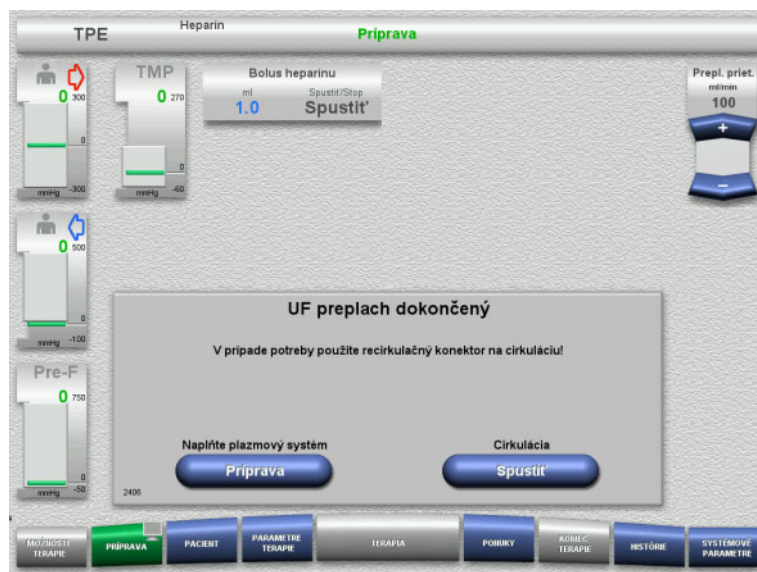 TPE
Heparin
Príprava
0
300
0
mmHg
-300
TMP
0
270
0
mmHg
-60
Bolus heparínu
ml
Spustiť/Stop
1.0
Spustiť
Prepl. priet.
ml/min
100
+
−
0
500
0
mmHg
-100
Pre-F
0
750
0
mmHg
-50
UF preplach dokončený
V prípade potreby použite recirkulačný konektor na cirkuláciu!
Naplňte plazmový systém
Príprava
Cirkulácia
Spustiť
2406
MOŽNOSTI
TERAPIE
PRÍPRAVA
PACIENT
PARAMETRE
TERAPIE
TERAPIA
PONUKY
KONIEC
TERAPIE
HISTÓRIE
SYSTÉMOVÉ
PARAMETRE